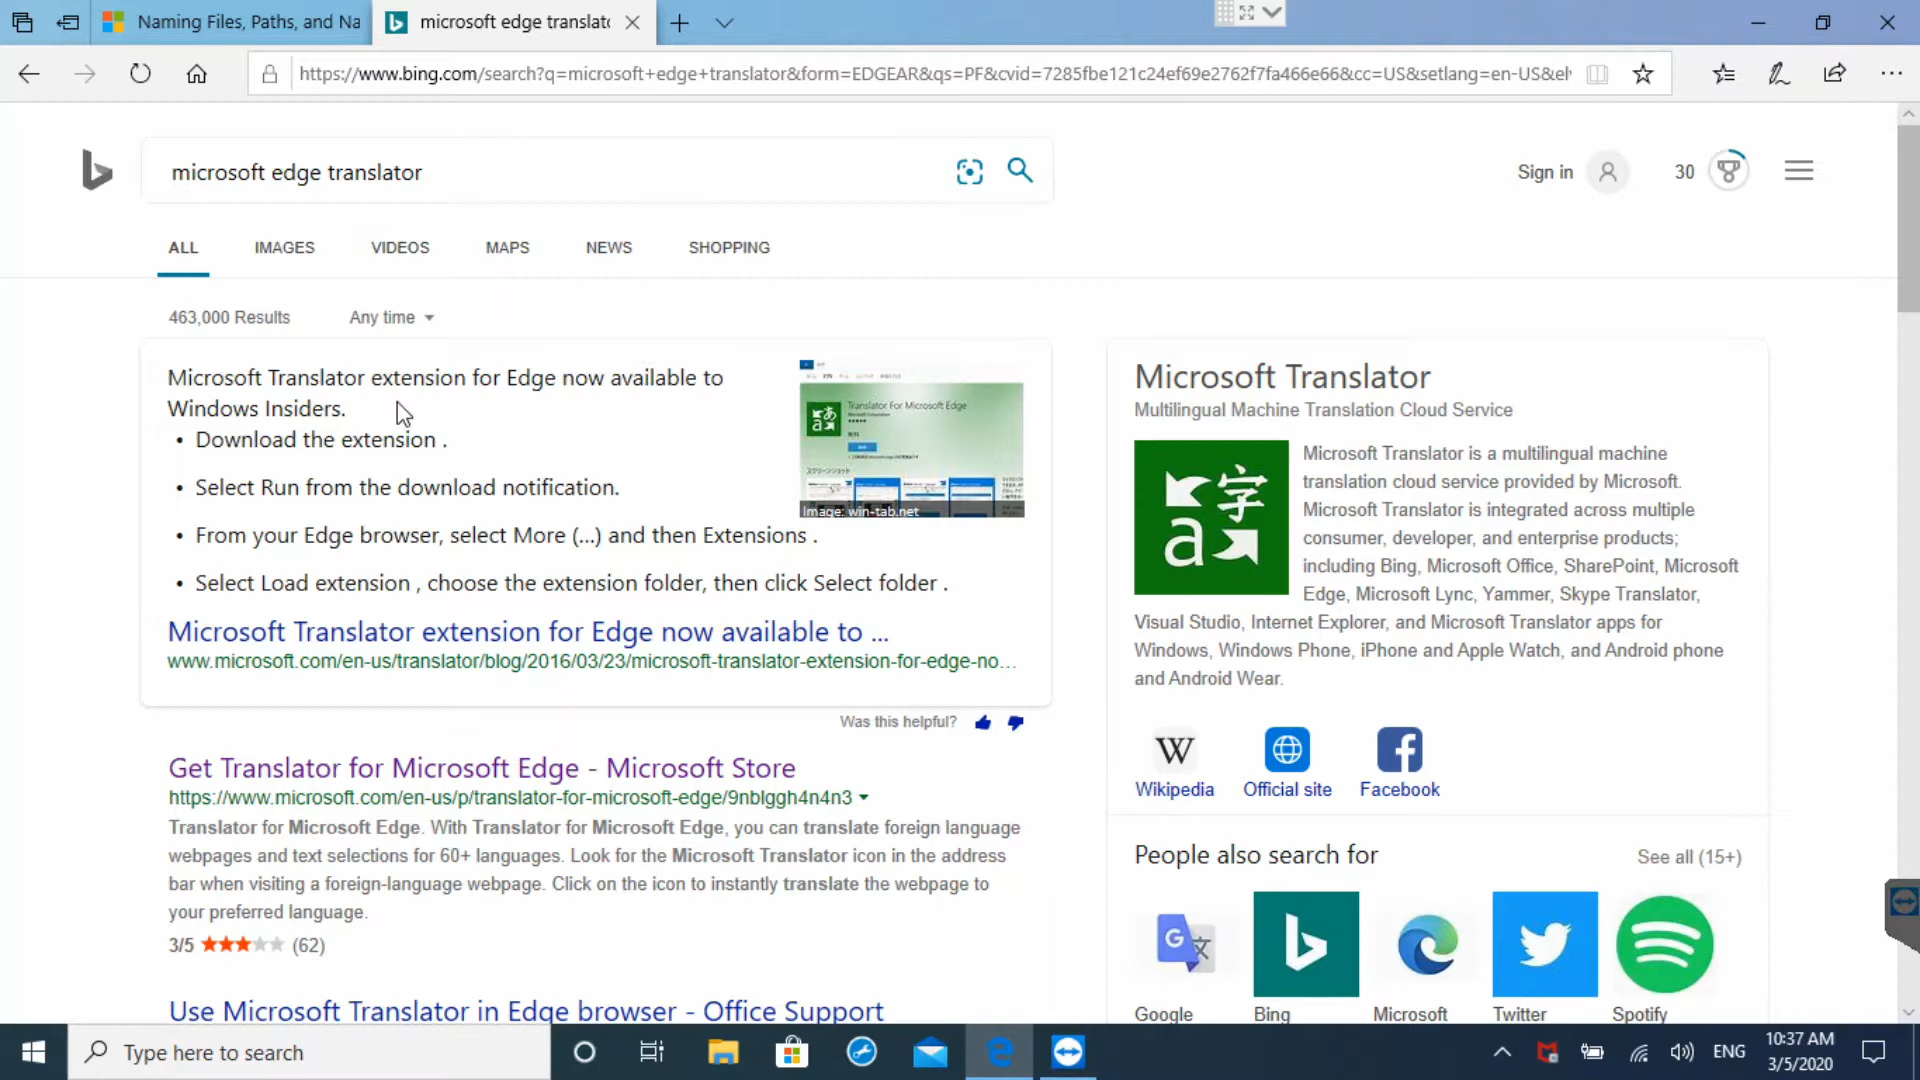 Naming Files, Paths, and Na
microsoft edge translato
https://www.bing.com/search?q=microsoft+edge+translator&form=EDGEAR&qs=PF&cvid=7285fbe121c24ef69e2762f7fa466e66&cc=US&setlang=en-US&elv
microsoft edge translator
Sign in
30
ALL IMAGES VIDEOS MAPS NEWS SHOPPING
463,000 Results Any time
Microsoft Translator extension for Edge now available to
Windows Insiders.
• Download the extension .
• Select Run from the download notification.
• From your Edge browser, select More (...) and then Extensions .
• Select Load extension , choose the extension folder, then click Select folder .
Translator For Microsoft Edge
Image: win-tab.net
Microsoft Translator extension for Edge now available to ...
www.microsoft.com/en-us/translator/blog/2016/03/23/microsoft-translator-extension-for-edge-no...
Was this helpful?
Get Translator for Microsoft Edge - Microsoft Store
https://www.microsoft.com/en-us/p/translator-for-microsoft-edge/9nblggh4n4n3
Translator for Microsoft Edge. With Translator for Microsoft Edge, you can translate foreign language
webpages and text selections for 60+ languages. Look for the Microsoft Translator icon in the address
bar when visiting a foreign-language webpage. Click on the icon to instantly translate the webpage to
your preferred language.
3/5 (62)
Use Microsoft Translator in Edge browser - Office Support
Microsoft Translator
Multilingual Machine Translation Cloud Service
Microsoft Translator is a multilingual machine
translation cloud service provided by Microsoft.
Microsoft Translator is integrated across multiple
consumer, developer, and enterprise products;
including Bing, Microsoft Office, SharePoint, Microsoft
Edge, Microsoft Lync, Yammer, Skype Translator,
Visual Studio, Internet Explorer, and Microsoft Translator apps for
Windows, Windows Phone, iPhone and Apple Watch, and Android phone
and Android Wear.
字
a
W
Wikipedia Official site Facebook
People also search for
See all (15+)
Google Bing Microsoft Twitter Spotify
Type here to search
ENG
10:37 AM
3/5/2020